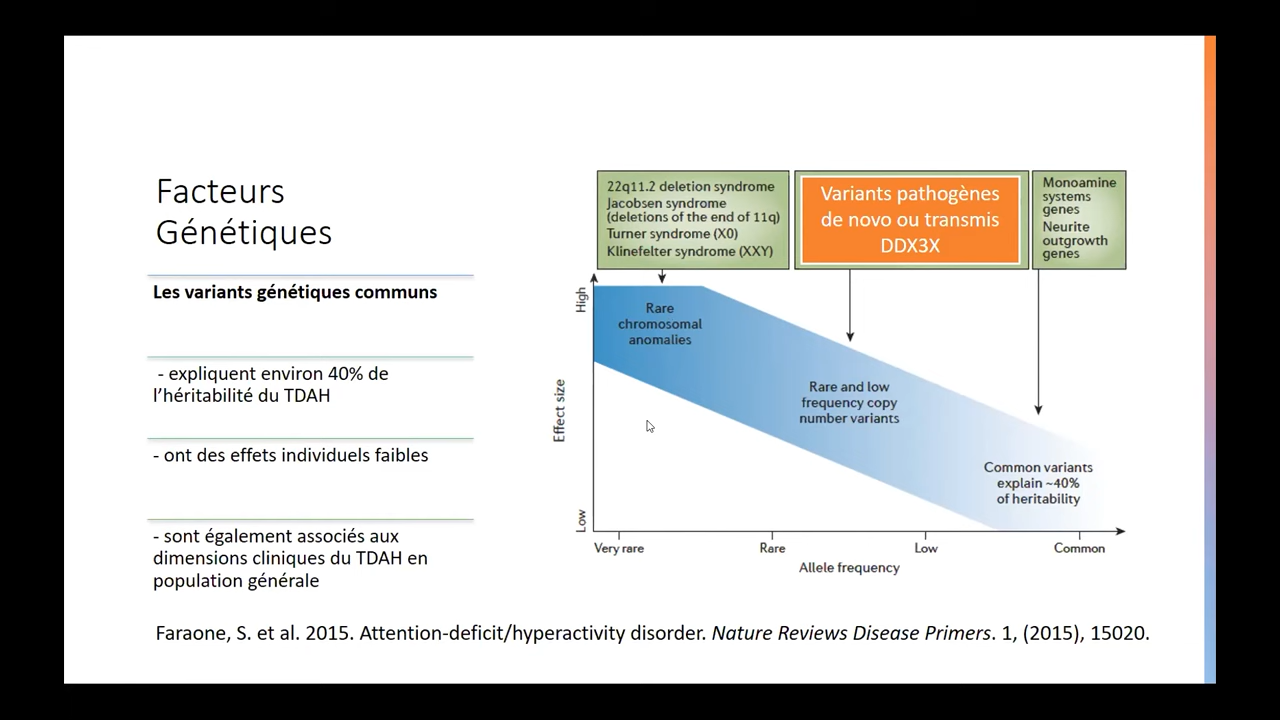 Facteurs
Génétiques
Les variants génétiques communs
- expliquent environ 40% de
l’héritabilité du TDAH
- ont des effets individuels faibles
- sont également associés aux
dimensions cliniques du TDAH en
population générale
22q11.2 deletion syndrome
Jacobsen syndrome
(deletions of the end of 11q)
Turner syndrome (X0)
Klinefelter syndrome (XXY)
Variants pathogènes
de novo ou transmis
DDX3X
Monoamine
systems
genes
Neurite
outgrowth
genes
High
Effect size
Low
Rare
chromosomal
anomalies
Rare and low
frequency copy
number variants
Common variants
explain ~40%
of heritability
Very rare
Rare
Low
Common
Allele frequency
Faraone, S. et al. 2015. Attention-deficit/hyperactivity disorder. Nature Reviews Disease Primers. 1, (2015), 15020.